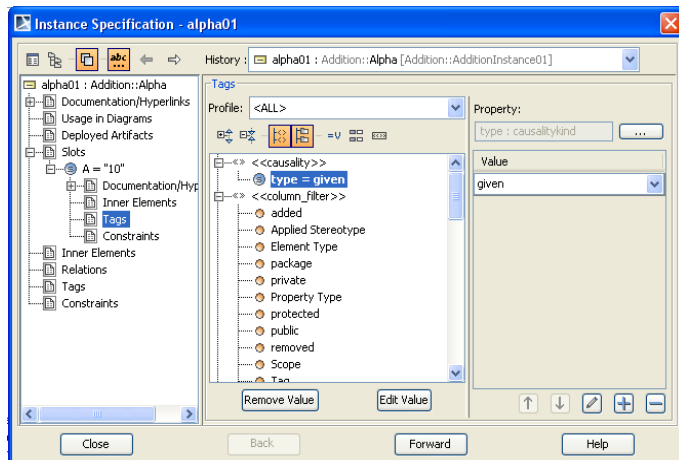 Instance Specification - alpha01
abc
History : alpha01 : Addition::Alpha [Addition::AdditionInstance01]
alpha01 : Addition::Alpha
Documentation/Hyperlinks
Usage in Diagrams
Deployed Artifacts
Slots
A = "10"
Documentation/Hyp
Inner Elements
Tags
Constraints
Inner Elements
Relations
Tags
Constraints
Tags
Profile: <ALL>
=V
<<causality>>
type = given
<<column_filter>>
added
Applied Stereotype
Element Type
package
private
Property Type
protected
public
removed
Scope
Tag
Remove Value
Edit Value
Property:
type : causalitykind
...
Value
given
Close
Back
Forward
Help